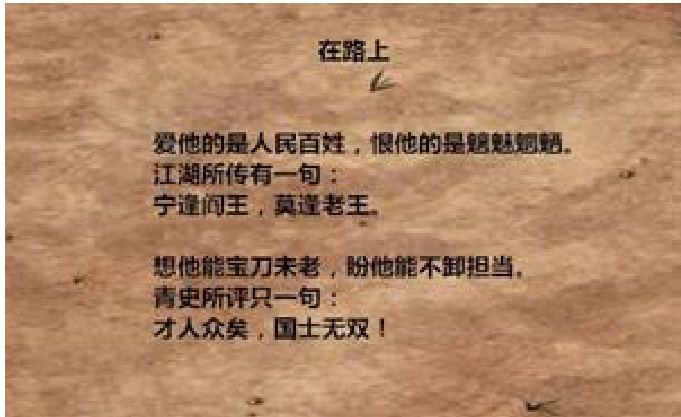 在路上
爱他的是人民百姓，恨他的是魑魅魍魉。
江湖所传有一句：
宁逢阎王，莫逢老王。
想他能宝刀未老，盼他能不卸担当。
青史所评只一句：
才人众矣，国士无双！